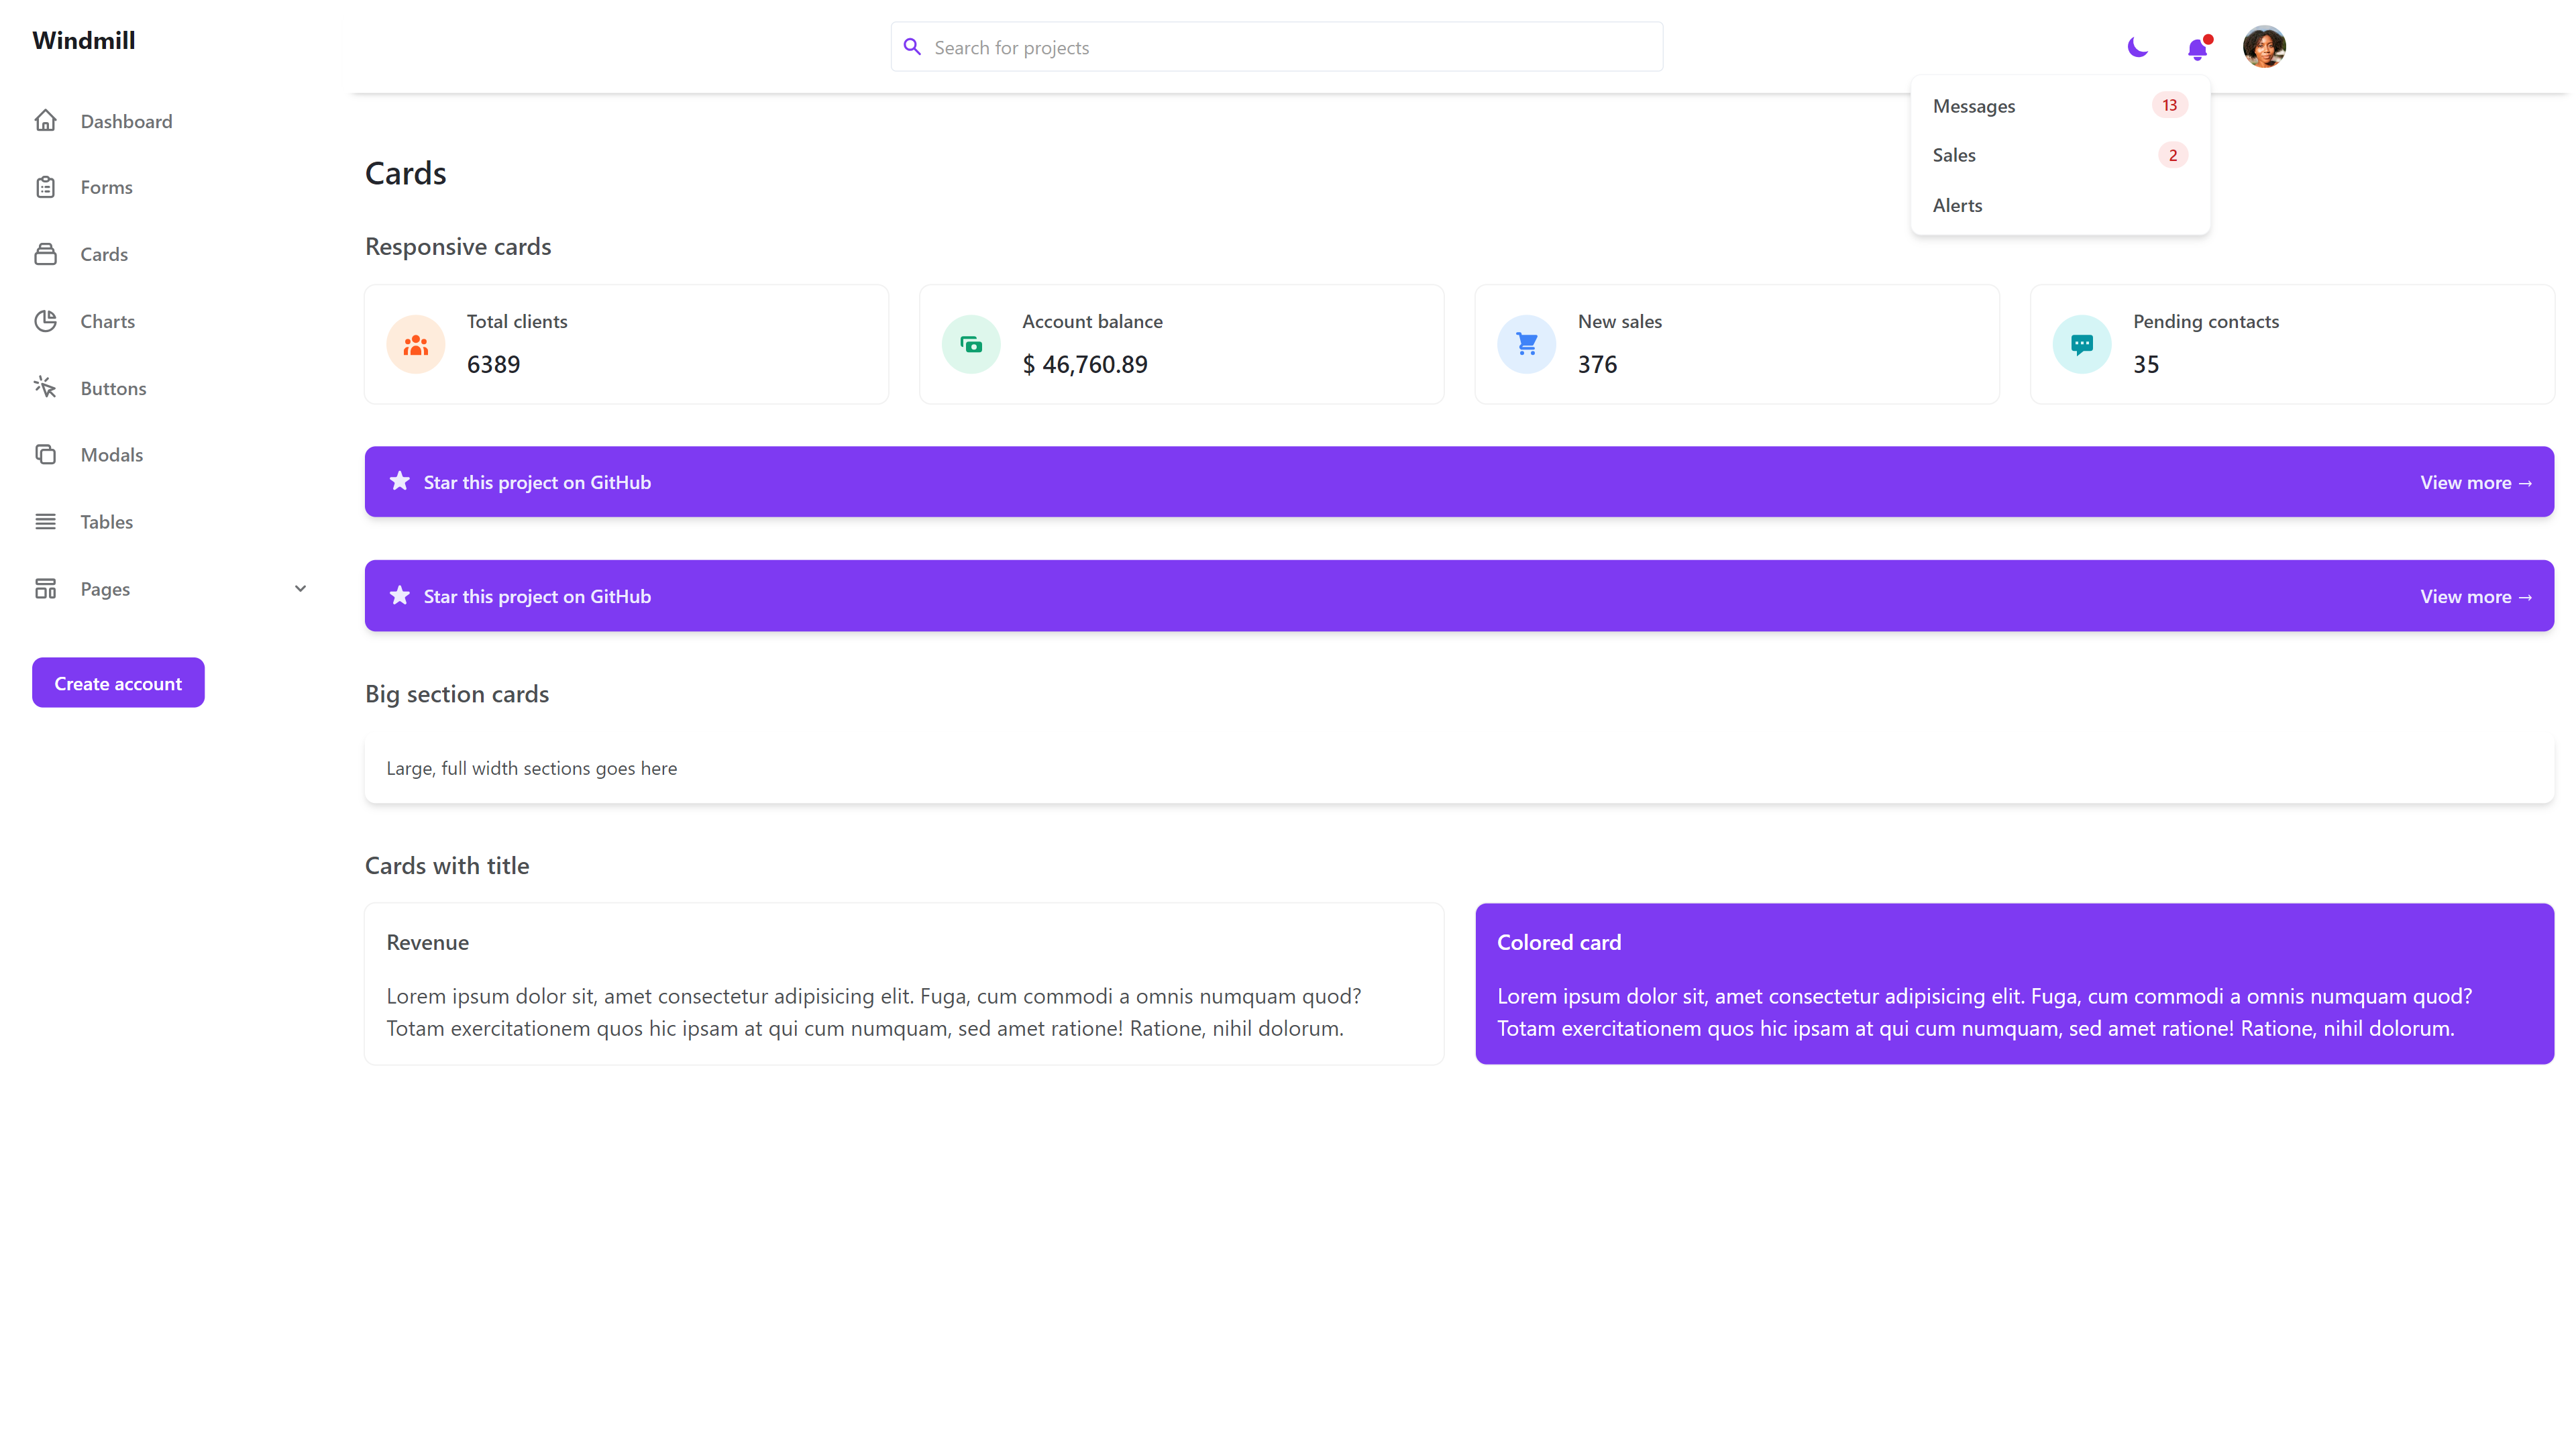 Windmill
Dashboard
Forms
Cards
Charts
Buttons
Modals
Tables
Pages
Create account
Search for projects
Messages 13
Sales 2
Alerts
Cards
Responsive cards
Total clients
6389
Account balance
$ 46,760.89
New sales
376
Pending contacts
35
Star this project on GitHub View more →
Star this project on GitHub View more →
Big section cards
Large, full width sections goes here
Cards with title
Revenue
Lorem ipsum dolor sit, amet consectetur adipisicing elit. Fuga, cum commodi a omnis numquam quod?
Totam exercitationem quos hic ipsam at qui cum numquam, sed amet ratione! Ratione, nihil dolorum.
Colored card
Lorem ipsum dolor sit, amet consectetur adipisicing elit. Fuga, cum commodi a omnis numquam quod?
Totam exercitationem quos hic ipsam at qui cum numquam, sed amet ratione! Ratione, nihil dolorum.